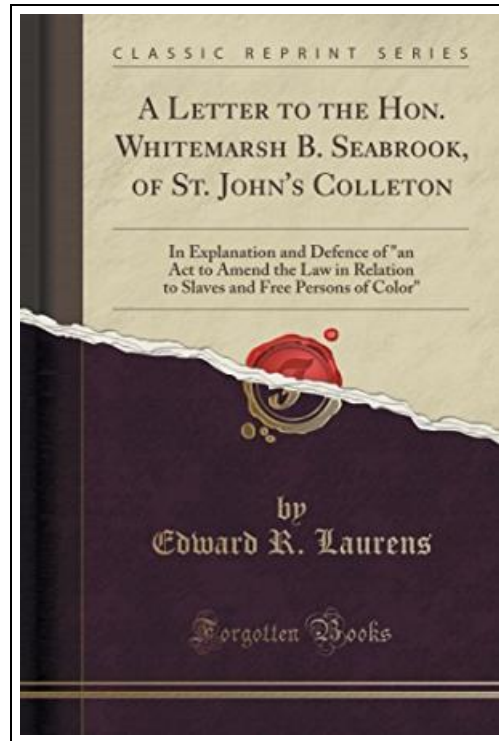 CLASSIC REPRINT SERIES
A LETTER TO THE HON.
WHITEMARSH B. SEABROOK,
OF ST. JOHN'S COLLETON
In Explanation and Defence of "an
Act to Amend the Law in Relation
to Slaves and Free Persons of Color"
by
Edward R. Laurens
Forgotten Books